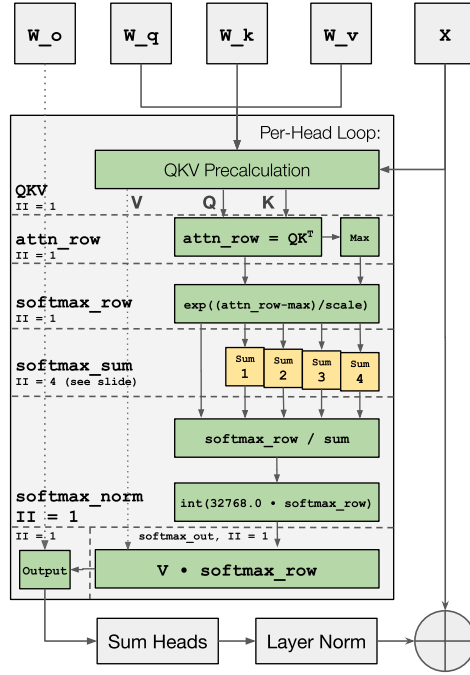 W_o
W_q
W_k
W_v
X
Per-Head Loop:
QKV Precalculation
QKV
II = 1
V
Q
K
attn_row
II = 1
attn_row = QKᵀ
Max
softmax_row
II = 1
exp((attn_row-max)/scale)
softmax_sum
II = 4 (see slide)
Sum
1
Sum
2
Sum
3
Sum
4
softmax_row / sum
softmax_norm
II = 1
int(32768.0 • softmax_row)
II = 1
softmax_out, II = 1
Output
V • softmax_row
Sum Heads
Layer Norm